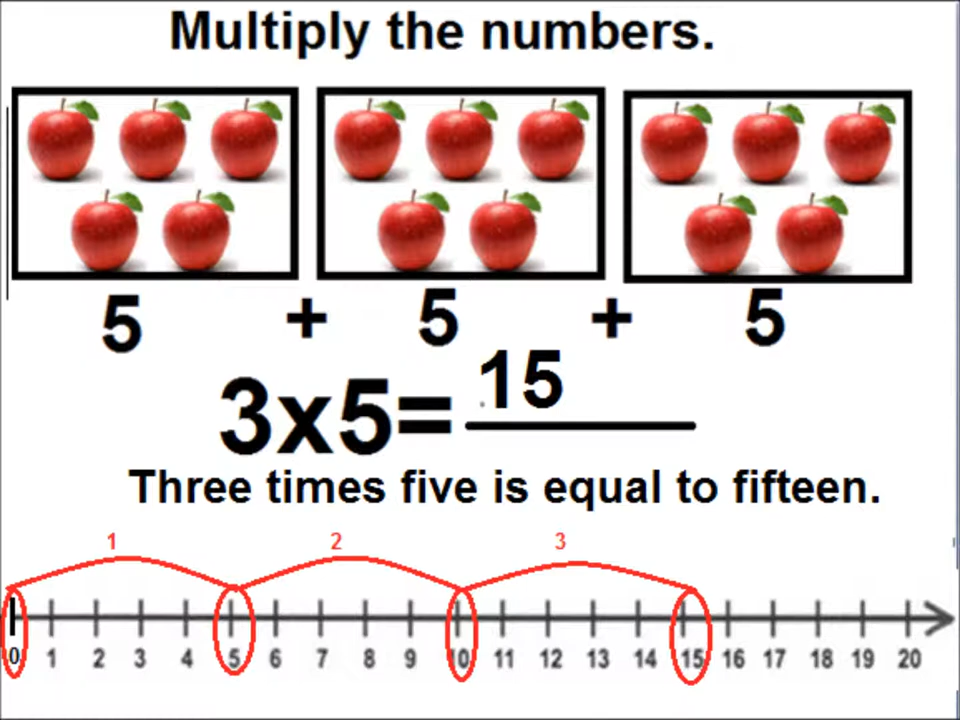 Multiply the numbers.
5 + 5 + 5
3x5= 15
Three times five is equal to fifteen.
1 2 3
0 1 2 3 4 5 6 7 8 9 10 11 12 13 14 15 16 17 18 19 20